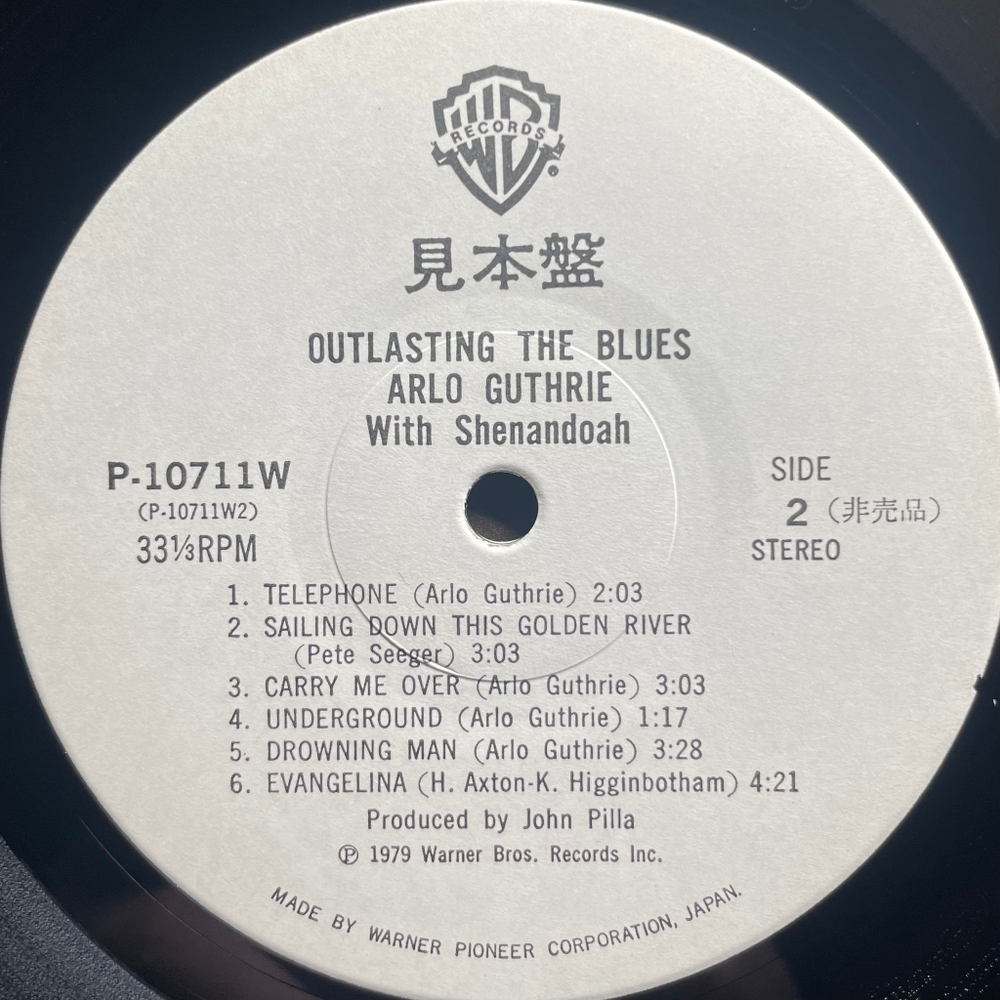 WB
RECORDS
見本盤
OUTLASTING THE BLUES
ARLO GUTHRIE
With Shenandoah
P-10711W
(P-10711W2)
33⅓RPM
SIDE
2 (非売品)
STEREO
1. TELEPHONE (Arlo Guthrie) 2:03
2. SAILING DOWN THIS GOLDEN RIVER
(Pete Seeger) 3:03
3. CARRY ME OVER (Arlo Guthrie) 3:03
4. UNDERGROUND (Arlo Guthrie) 1:17
5. DROWNING MAN (Arlo Guthrie) 3:28
6. EVANGELINA (H. Axton-K. Higginbotham) 4:21
Produced by John Pilla
℗ 1979 Warner Bros. Records Inc.
MADE BY WARNER PIONEER CORPORATION, JAPAN.